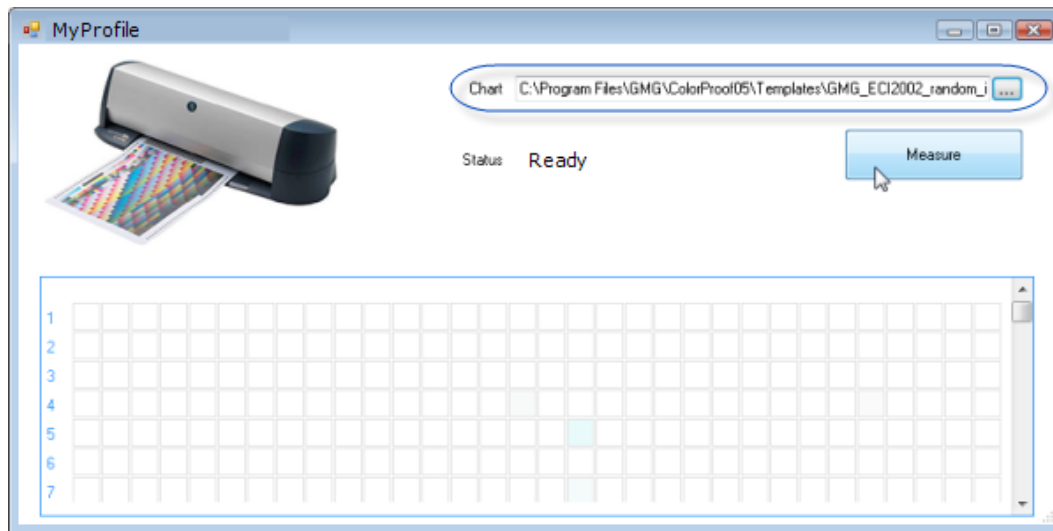 MyProfile
Chart C:\Program Files\GMG\ColorProof05\Templates\GMG_ECI2002_random_i ...
Status Ready
Measure
1
2
3
4
5
6
7